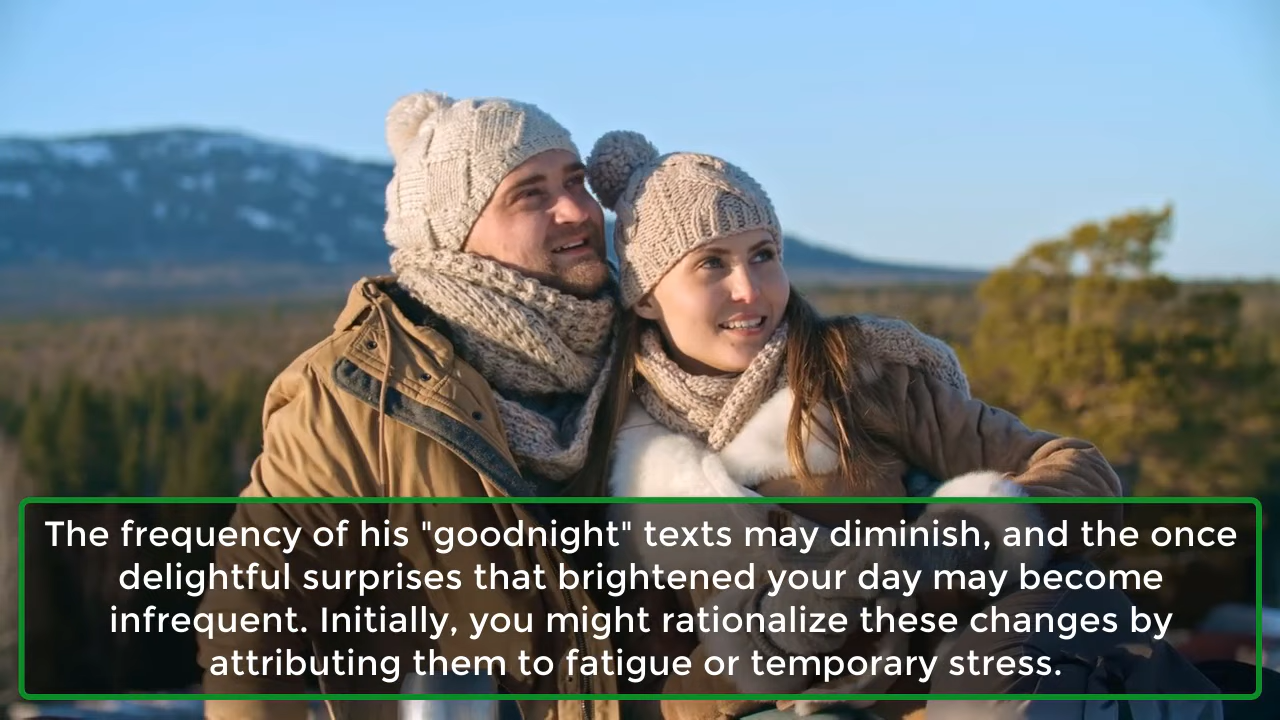 The frequency of his "goodnight" texts may diminish, and the once
delightful surprises that brightened your day may become
infrequent. Initially, you might rationalize these changes by
attributing them to fatigue or temporary stress.